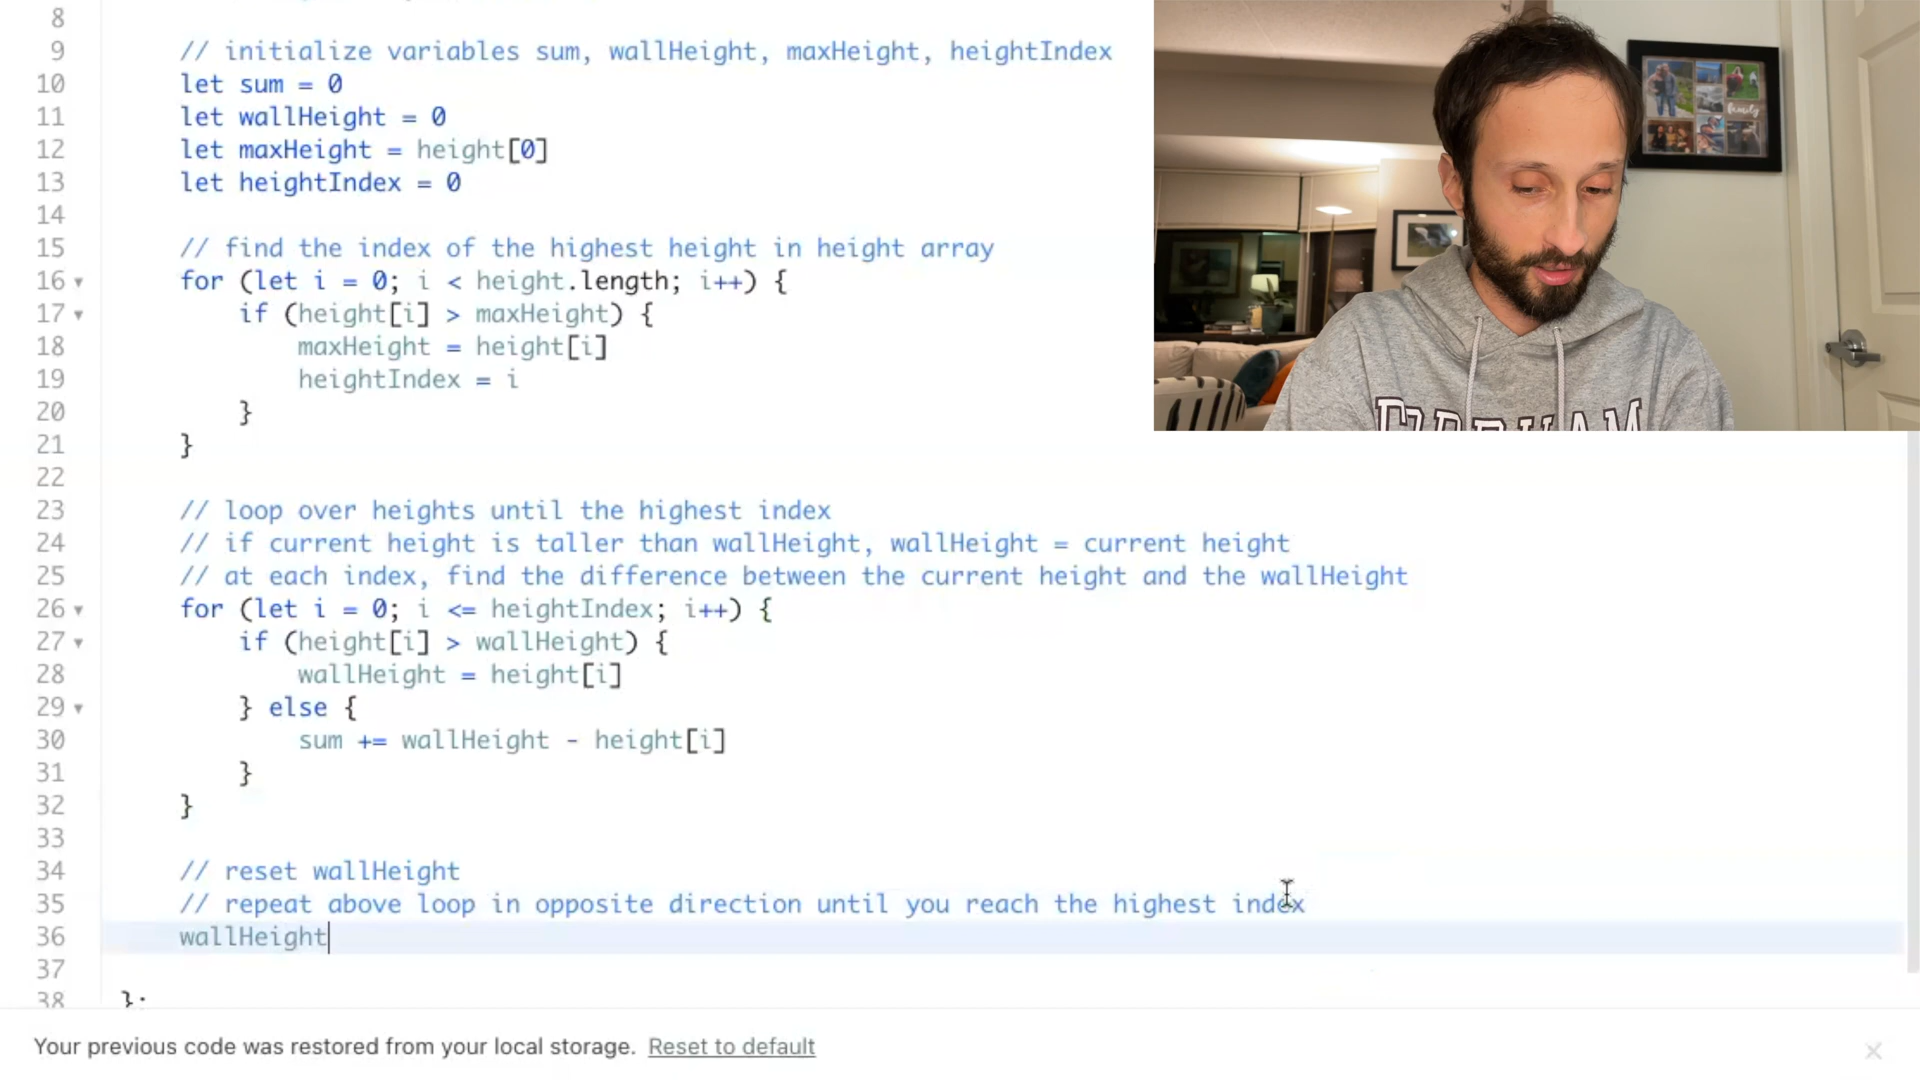 8
9 // initialize variables sum, wallHeight, maxHeight, heightIndex
10 let sum = 0
11 let wallHeight = 0
12 let maxHeight = height[0]
13 let heightIndex = 0
14
15 // find the index of the highest height in height array
16 for (let i = 0; i < height.length; i++) {
17 if (height[i] > maxHeight) {
18 maxHeight = height[i]
19 heightIndex = i
20 }
21 }
22
23 // loop over heights until the highest index
24 // if current height is taller than wallHeight, wallHeight = current height
25 // at each index, find the difference between the current height and the wallHeight
26 for (let i = 0; i <= heightIndex; i++) {
27 if (height[i] > wallHeight) {
28 wallHeight = height[i]
29 } else {
30 sum += wallHeight - height[i]
31 }
32 }
33
34 // reset wallHeight
35 // repeat above loop in opposite direction until you reach the highest index
36 wallHeight
37
38 };
Your previous code was restored from your local storage. Reset to default
family